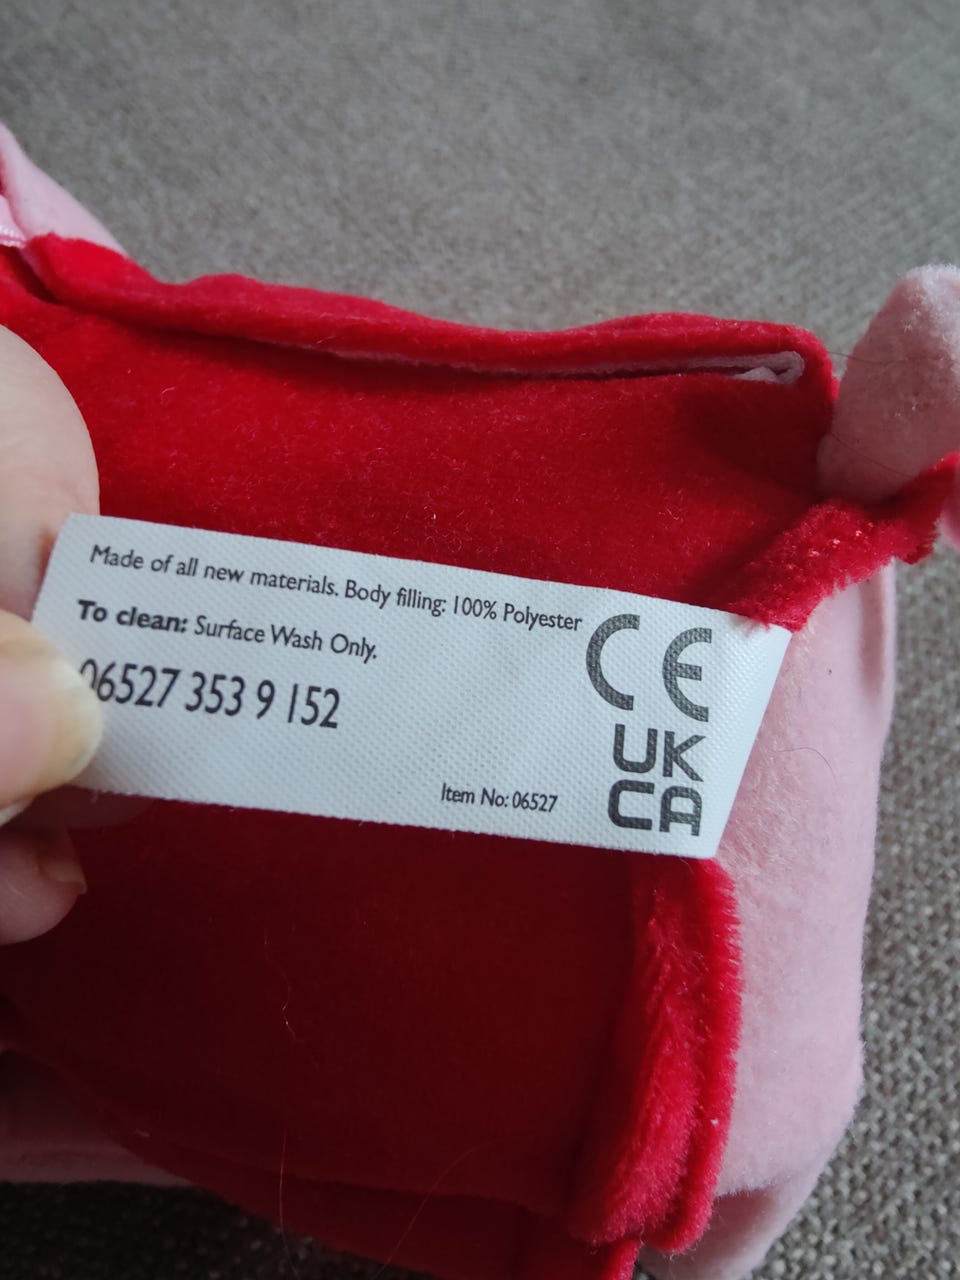 Made of all new materials. Body filling: 100% Polyester
To clean: Surface Wash Only.
06527 353 9 152
Item No: 06527
CE
UK
CA